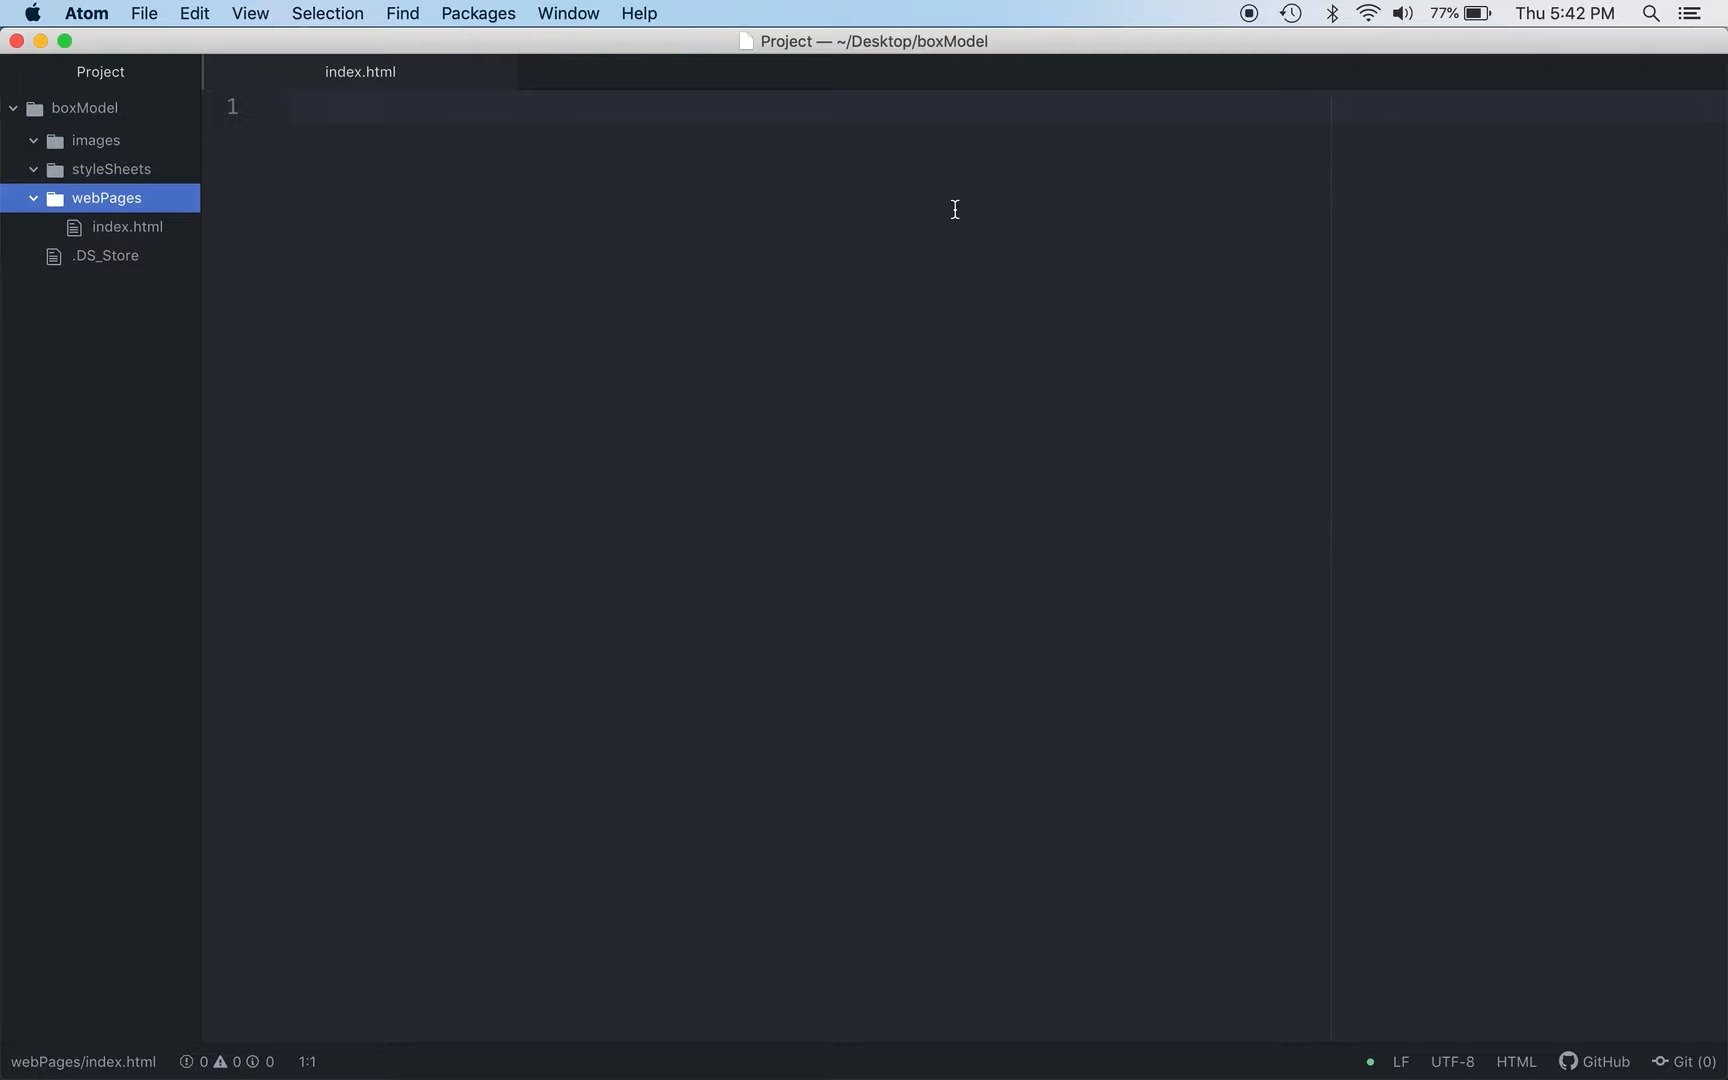 Atom File Edit View Selection Find Packages Window Help 77% Thu 5:42 PM
Project — ~/Desktop/boxModel
Project index.html
boxModel
1
images
styleSheets
webPages
index.html
.DS_Store
webPages/index.html 0 0 0 1:1 LF UTF-8 HTML GitHub Git (0)